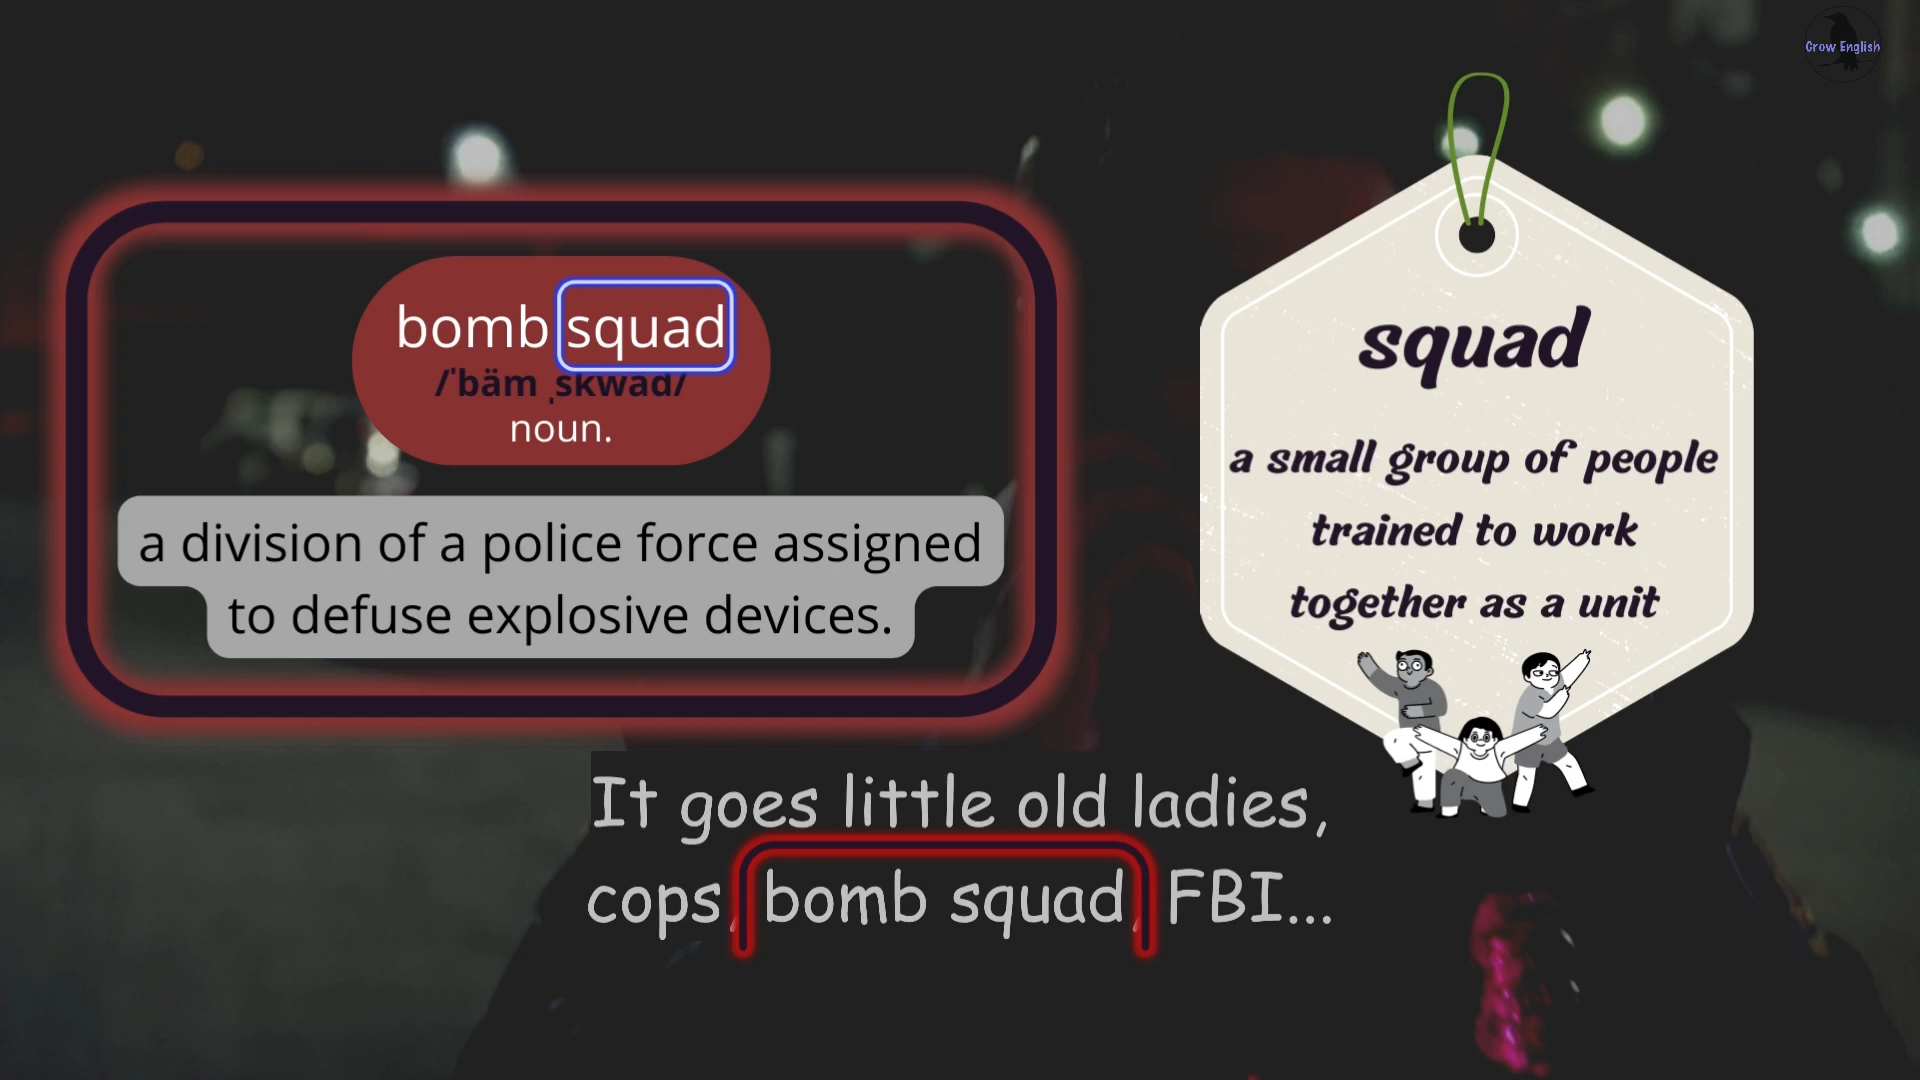 Crow English
bomb squad
/ˈbäm ˌskwäd/
noun.
a division of a police force assigned
to defuse explosive devices.
squad
a small group of people
trained to work
together as a unit
It goes little old ladies,
cops, bomb squad, FBI...